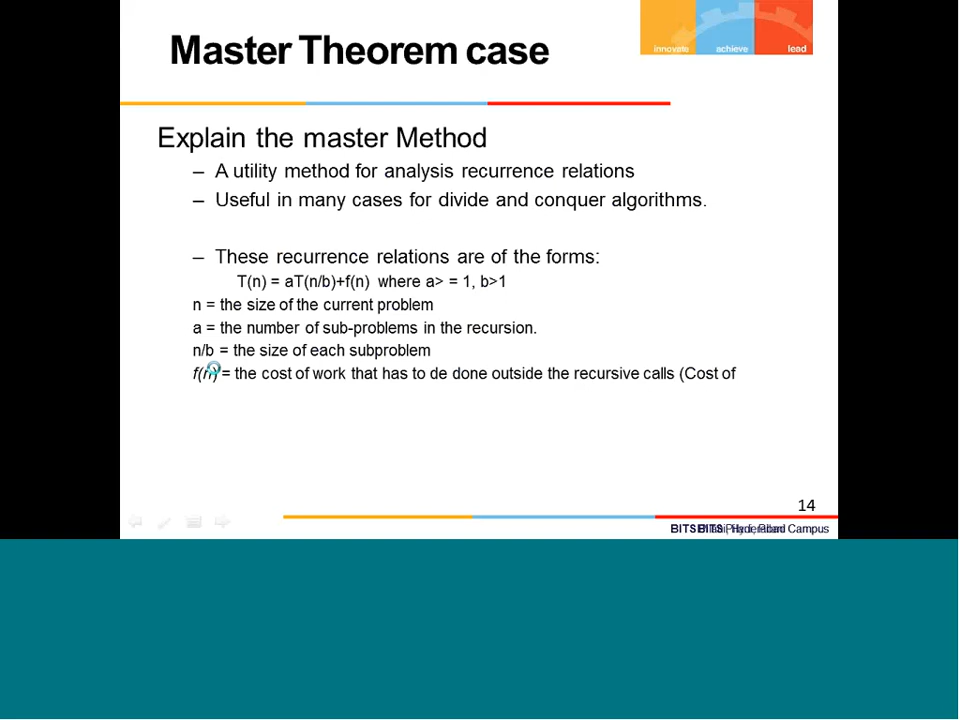 Master Theorem case
innovate achieve lead
Explain the master Method
– A utility method for analysis recurrence relations
– Useful in many cases for divide and conquer algorithms.
– These recurrence relations are of the forms:
T(n) = aT(n/b)+f(n) where a> = 1, b>1
n = the size of the current problem
a = the number of sub-problems in the recursion.
n/b = the size of each subproblem
f(n) = the cost of work that has to de done outside the recursive calls (Cost of
14
BITS Campus